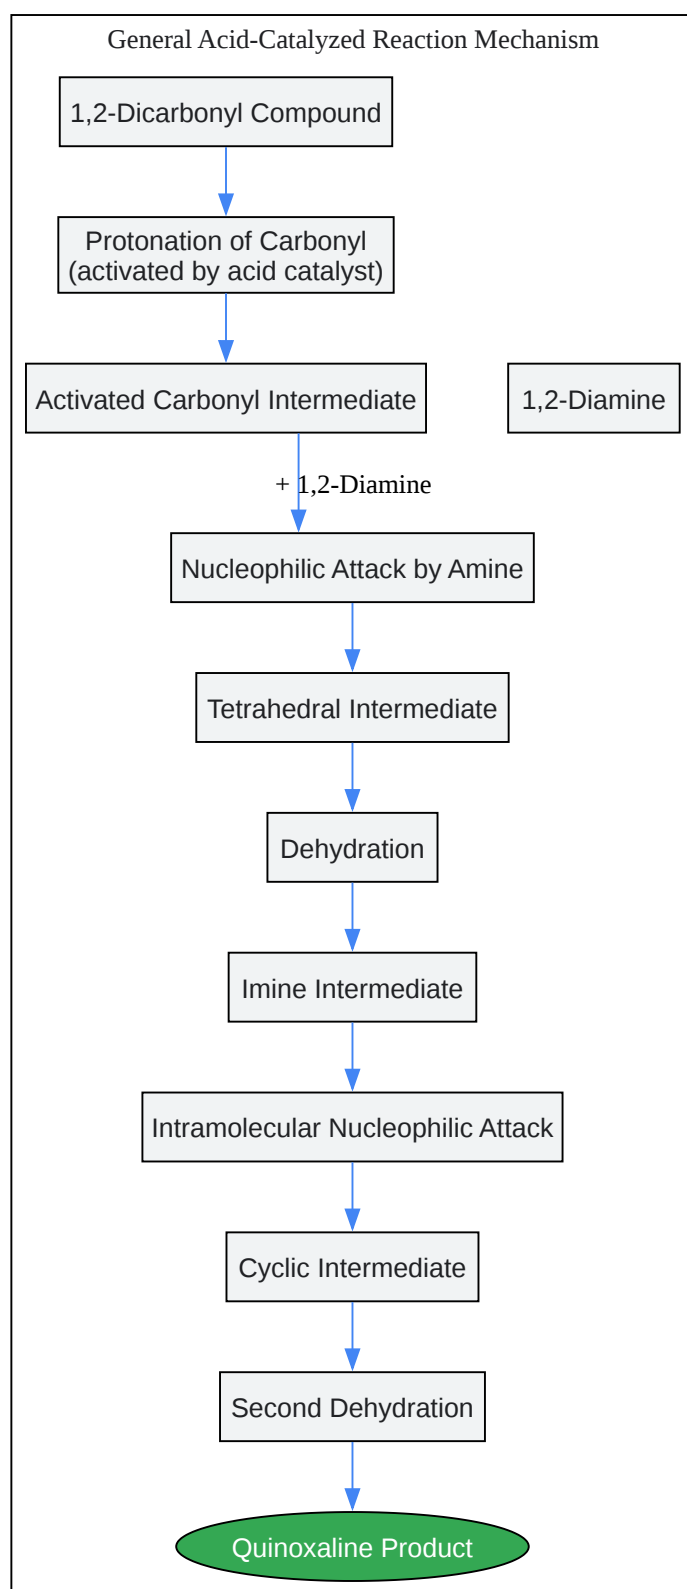 General Acid-Catalyzed Reaction Mechanism
1,2-Dicarbonyl Compound
Protonation of Carbonyl
(activated by acid catalyst)
Activated Carbonyl Intermediate
1,2-Diamine
+ 1,2-Diamine
Nucleophilic Attack by Amine
Tetrahedral Intermediate
Dehydration
Imine Intermediate
Intramolecular Nucleophilic Attack
Cyclic Intermediate
Second Dehydration
Quinoxaline Product